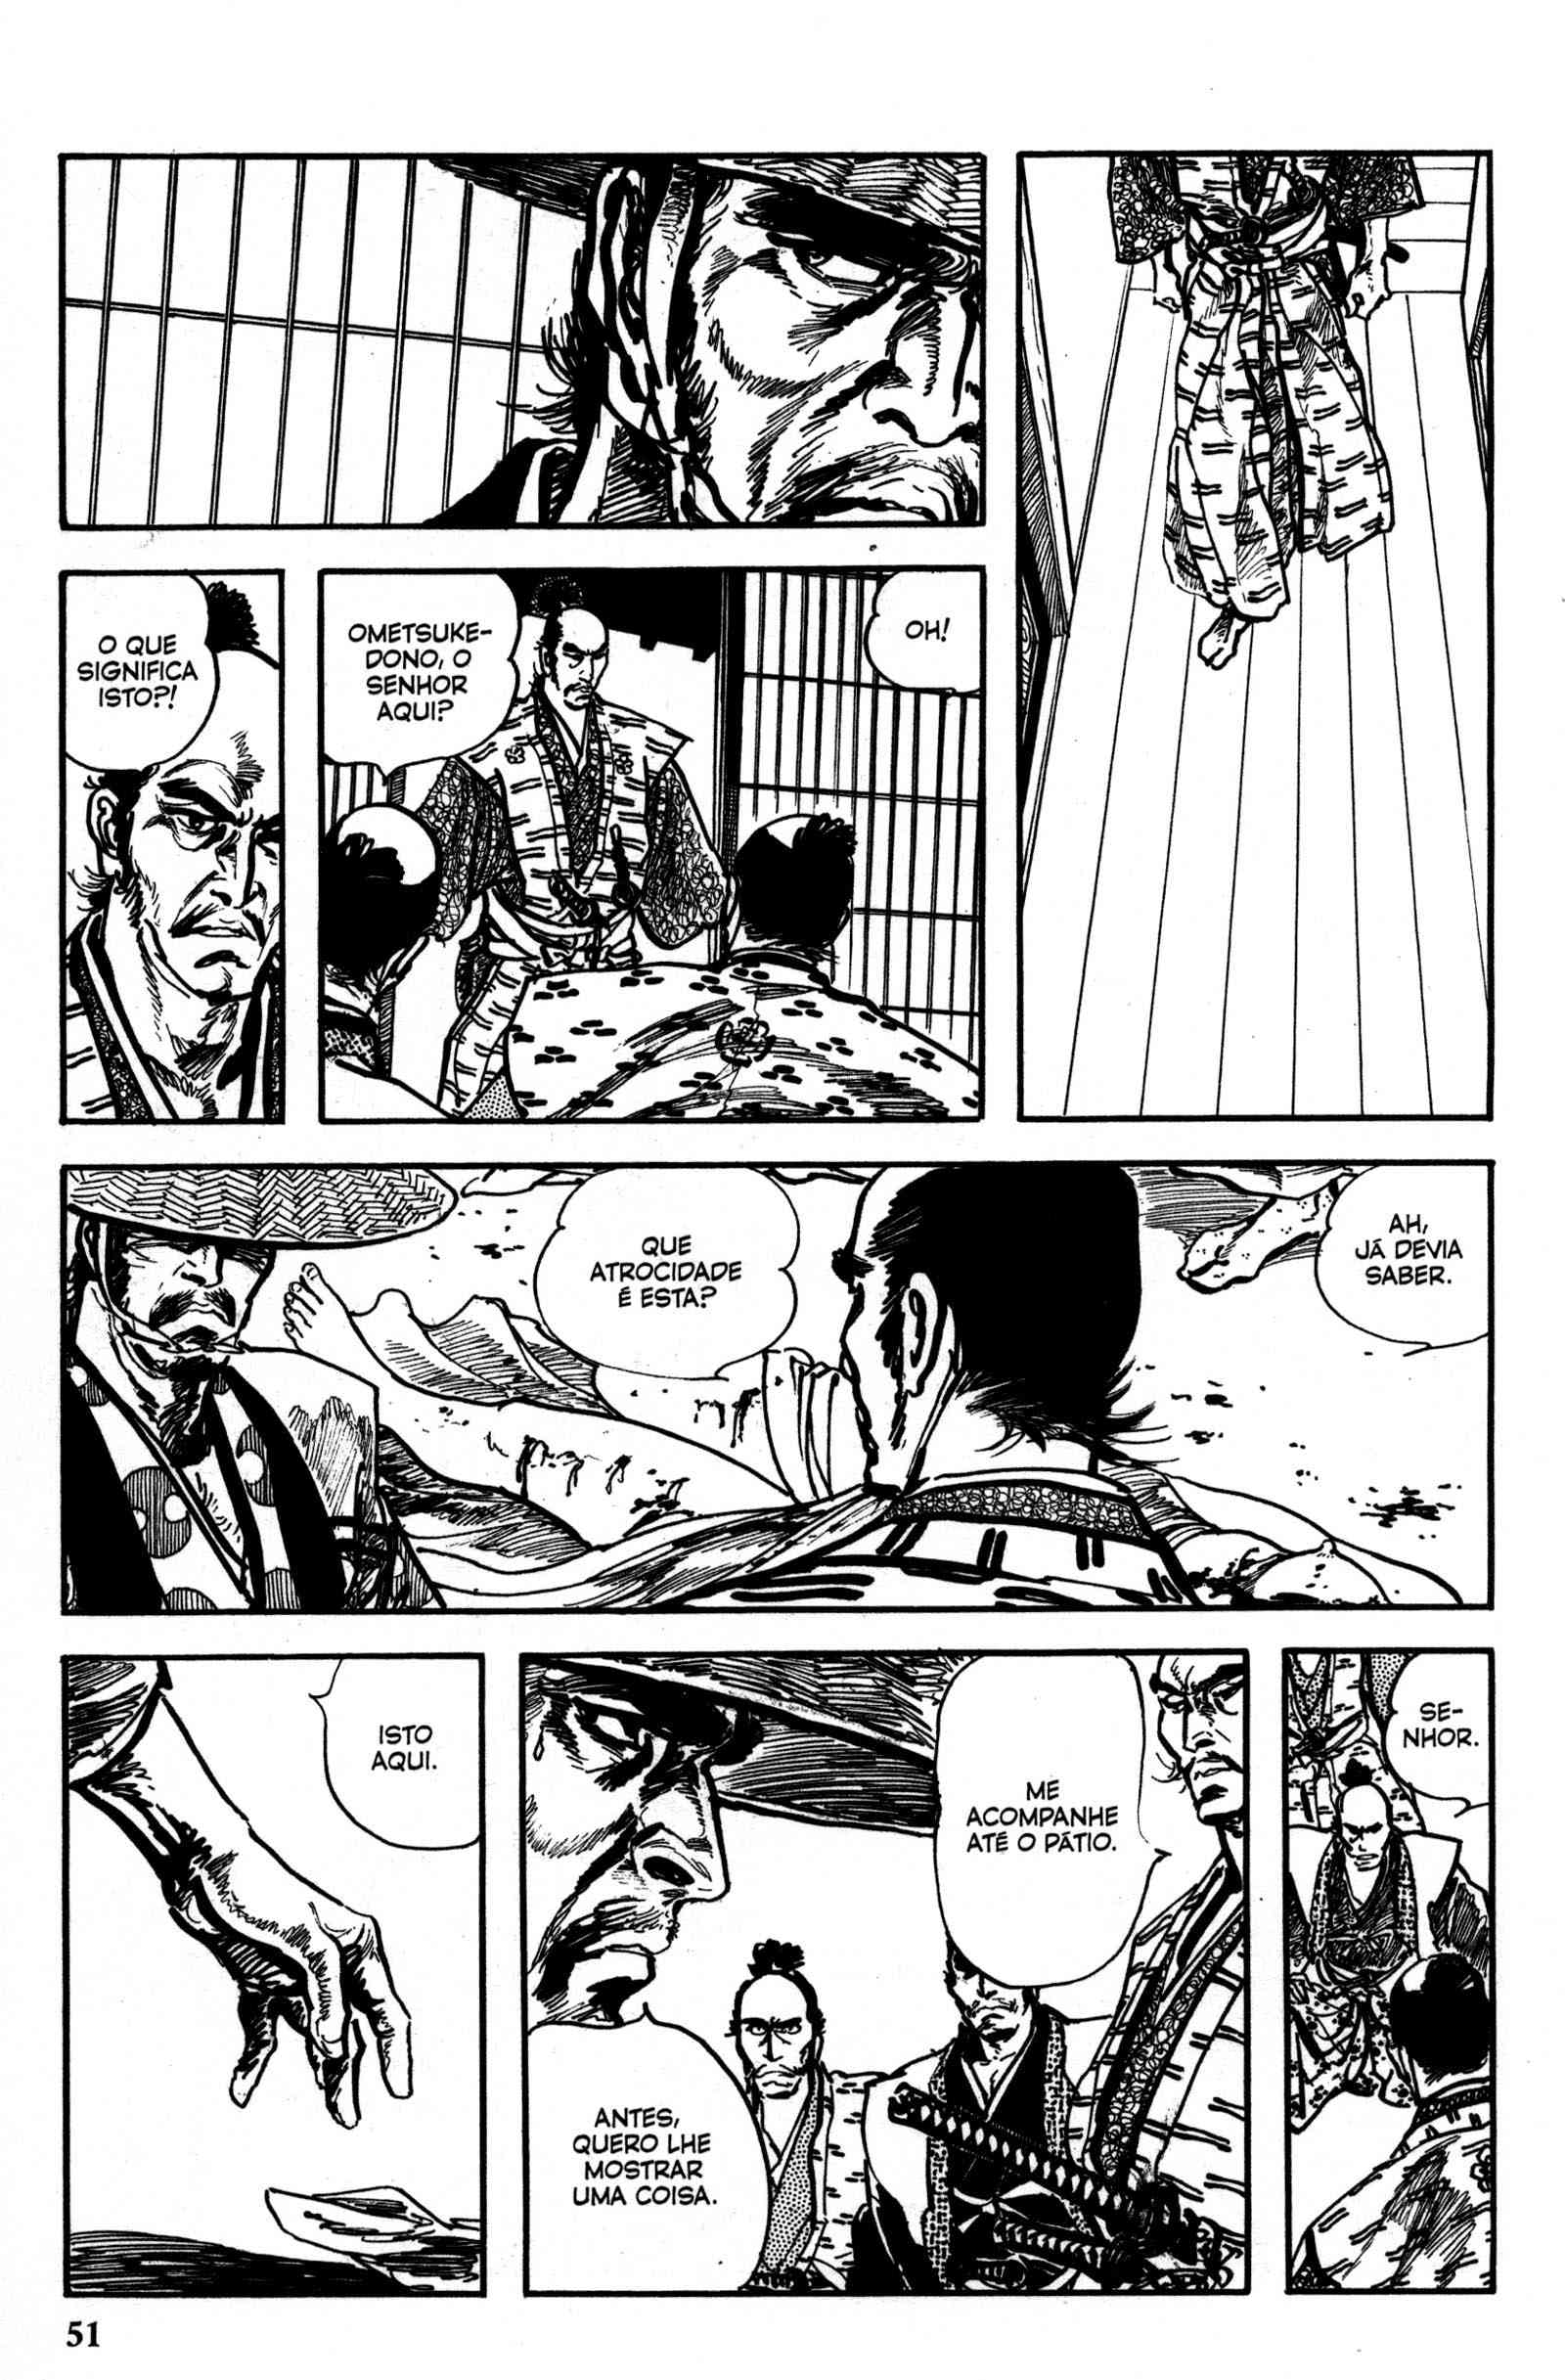 OH!
OMETSUKE-
DONO, O
SENHOR
AQUI?
O QUE
SIGNIFICA
ISTO?!
AH,
JÁ DEVIA
SABER.
QUE
ATROCIDADE
É ESTA?
SE-
NHOR.
ME
ACOMPANHE
ATÉ O PÁTIO.
ANTES,
QUERO LHE
MOSTRAR
UMA COISA.
ISTO
AQUI.
51